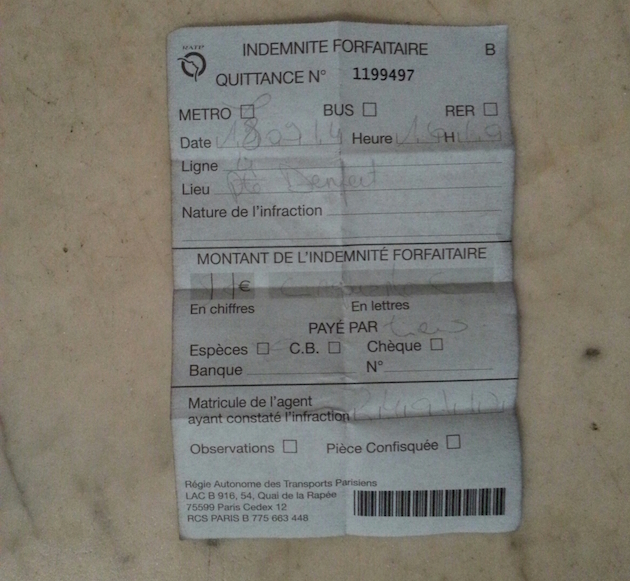 RATP
INDEMNITE FORFAITAIRE B
QUITTANCE N° 1199497
METRO BUS RER
Date 180714 Heure H
Ligne
Lieu Denfert
Nature de l'infraction
MONTANT DE L'INDEMNITÉ FORFAITAIRE
€
En chiffres En lettres
PAYÉ PAR
Espèces C.B. Chèque
Banque N°
Matricule de l'agent
ayant constaté l'infraction
Observations Pièce Confisquée
Régie Autonome des Transports Parisiens
LAC B 916, 54, Quai de la Rapée
75599 Paris Cedex 12
RCS PARIS B 775 663 448